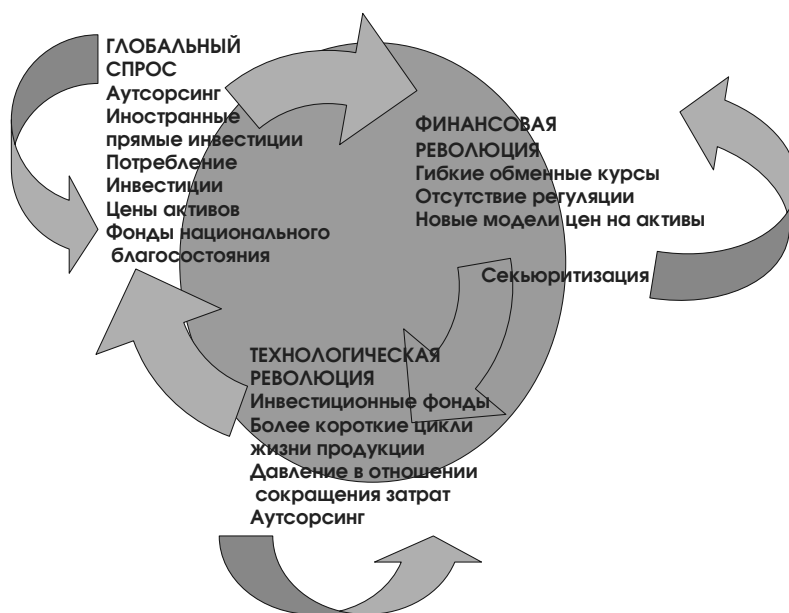 ГЛОБАЛЬНЫЙ
СПРОС
Аутсорсинг
Иностранные
прямые инвестиции
Потребление
Инвестиции
Цены активов
Фонды национального
благосостояния
ФИНАНСОВАЯ
РЕВОЛЮЦИЯ
Гибкие обменные курсы
Отсутствие регуляции
Новые модели цен на активы
Секьюритизация
ТЕХНОЛОГИЧЕСКАЯ
РЕВОЛЮЦИЯ
Инвестиционные фонды
Более короткие цикли
жизни продукции
Давление в отношении
сокращения затрат
Аутсорсинг